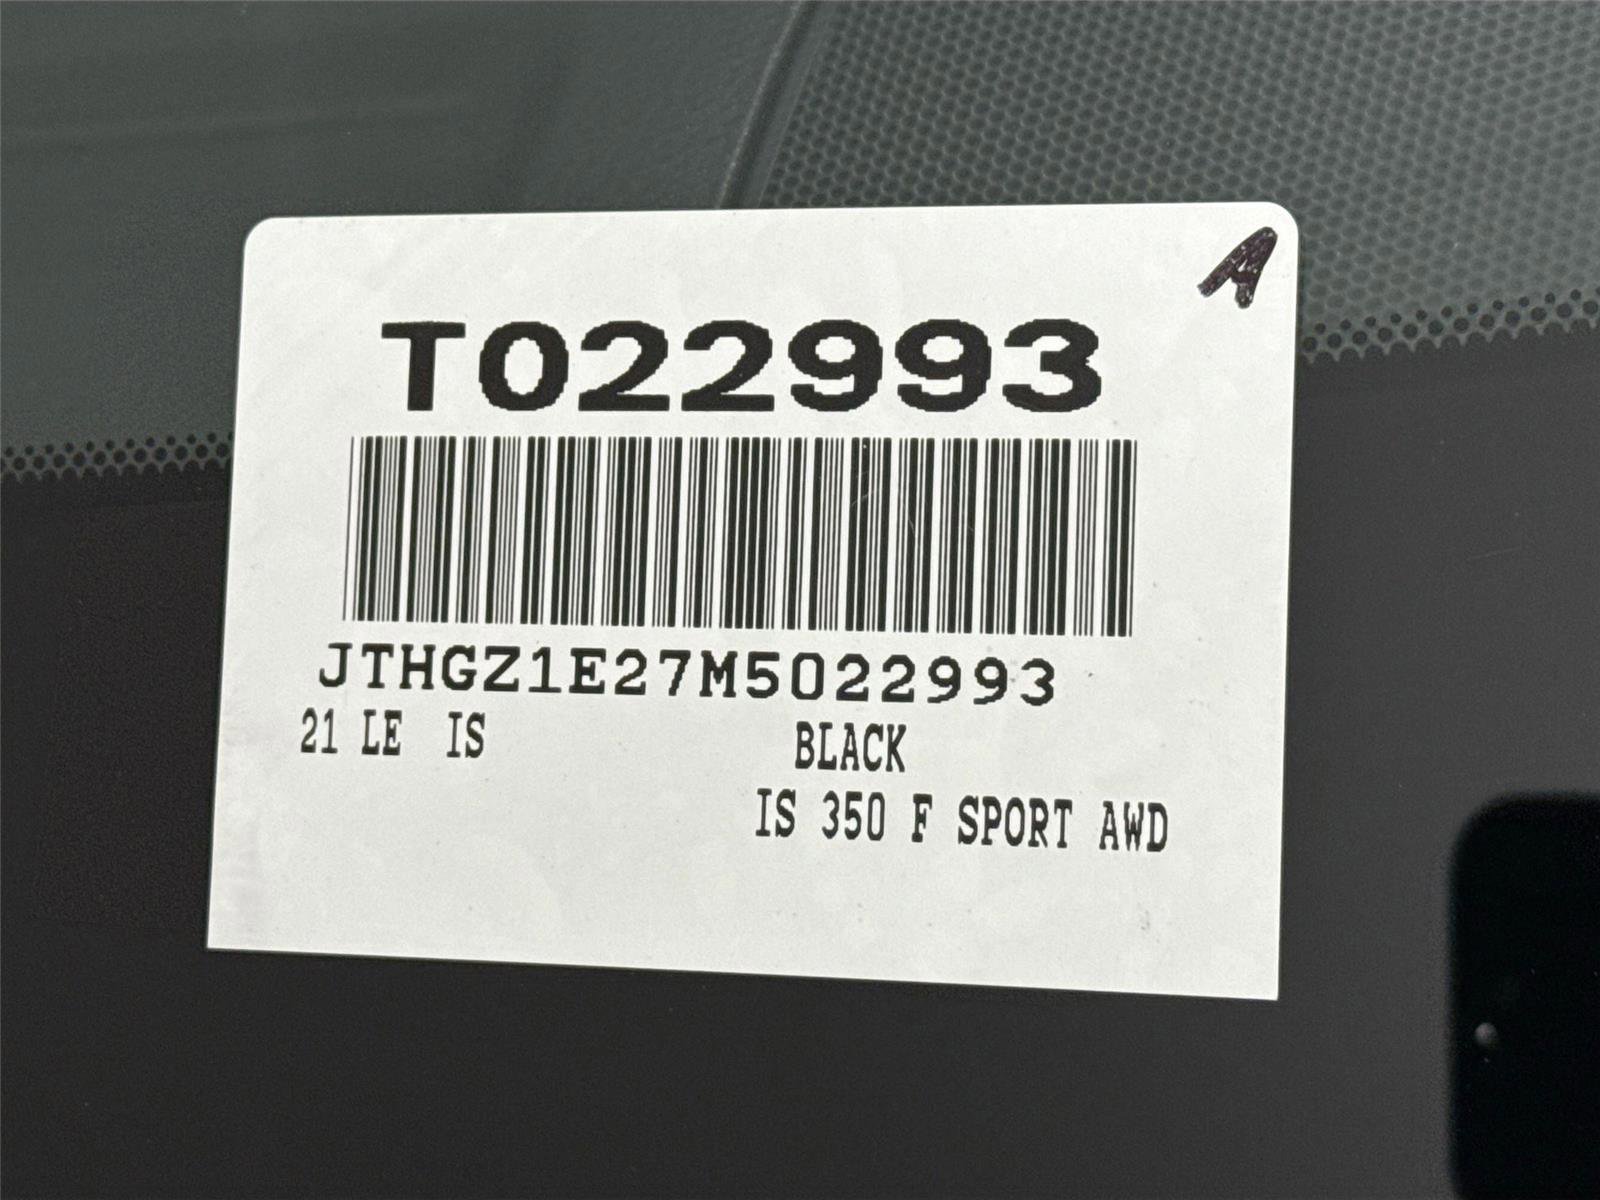 A
T022993
JTHGZ1E27M5022993
21 LE IS BLACK
IS 350 F SPORT AWD